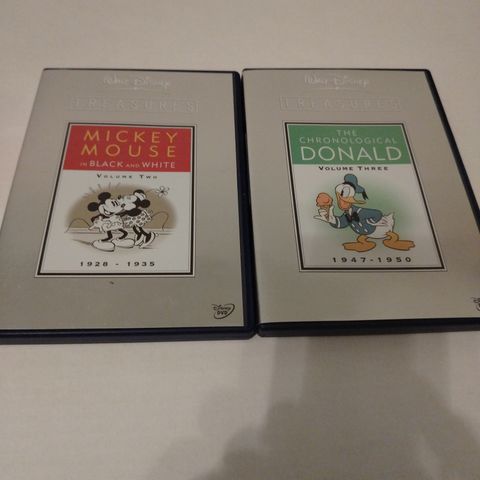 WALT DISNEY
TREASURES
MICKEY
MOUSE
IN BLACK AND WHITE
VOLUME TWO
1928 - 1935
Disney
DVD
WALT DISNEY
TREASURES
THE
CHRONOLOGICAL
DONALD
VOLUME THREE
1947 - 1950